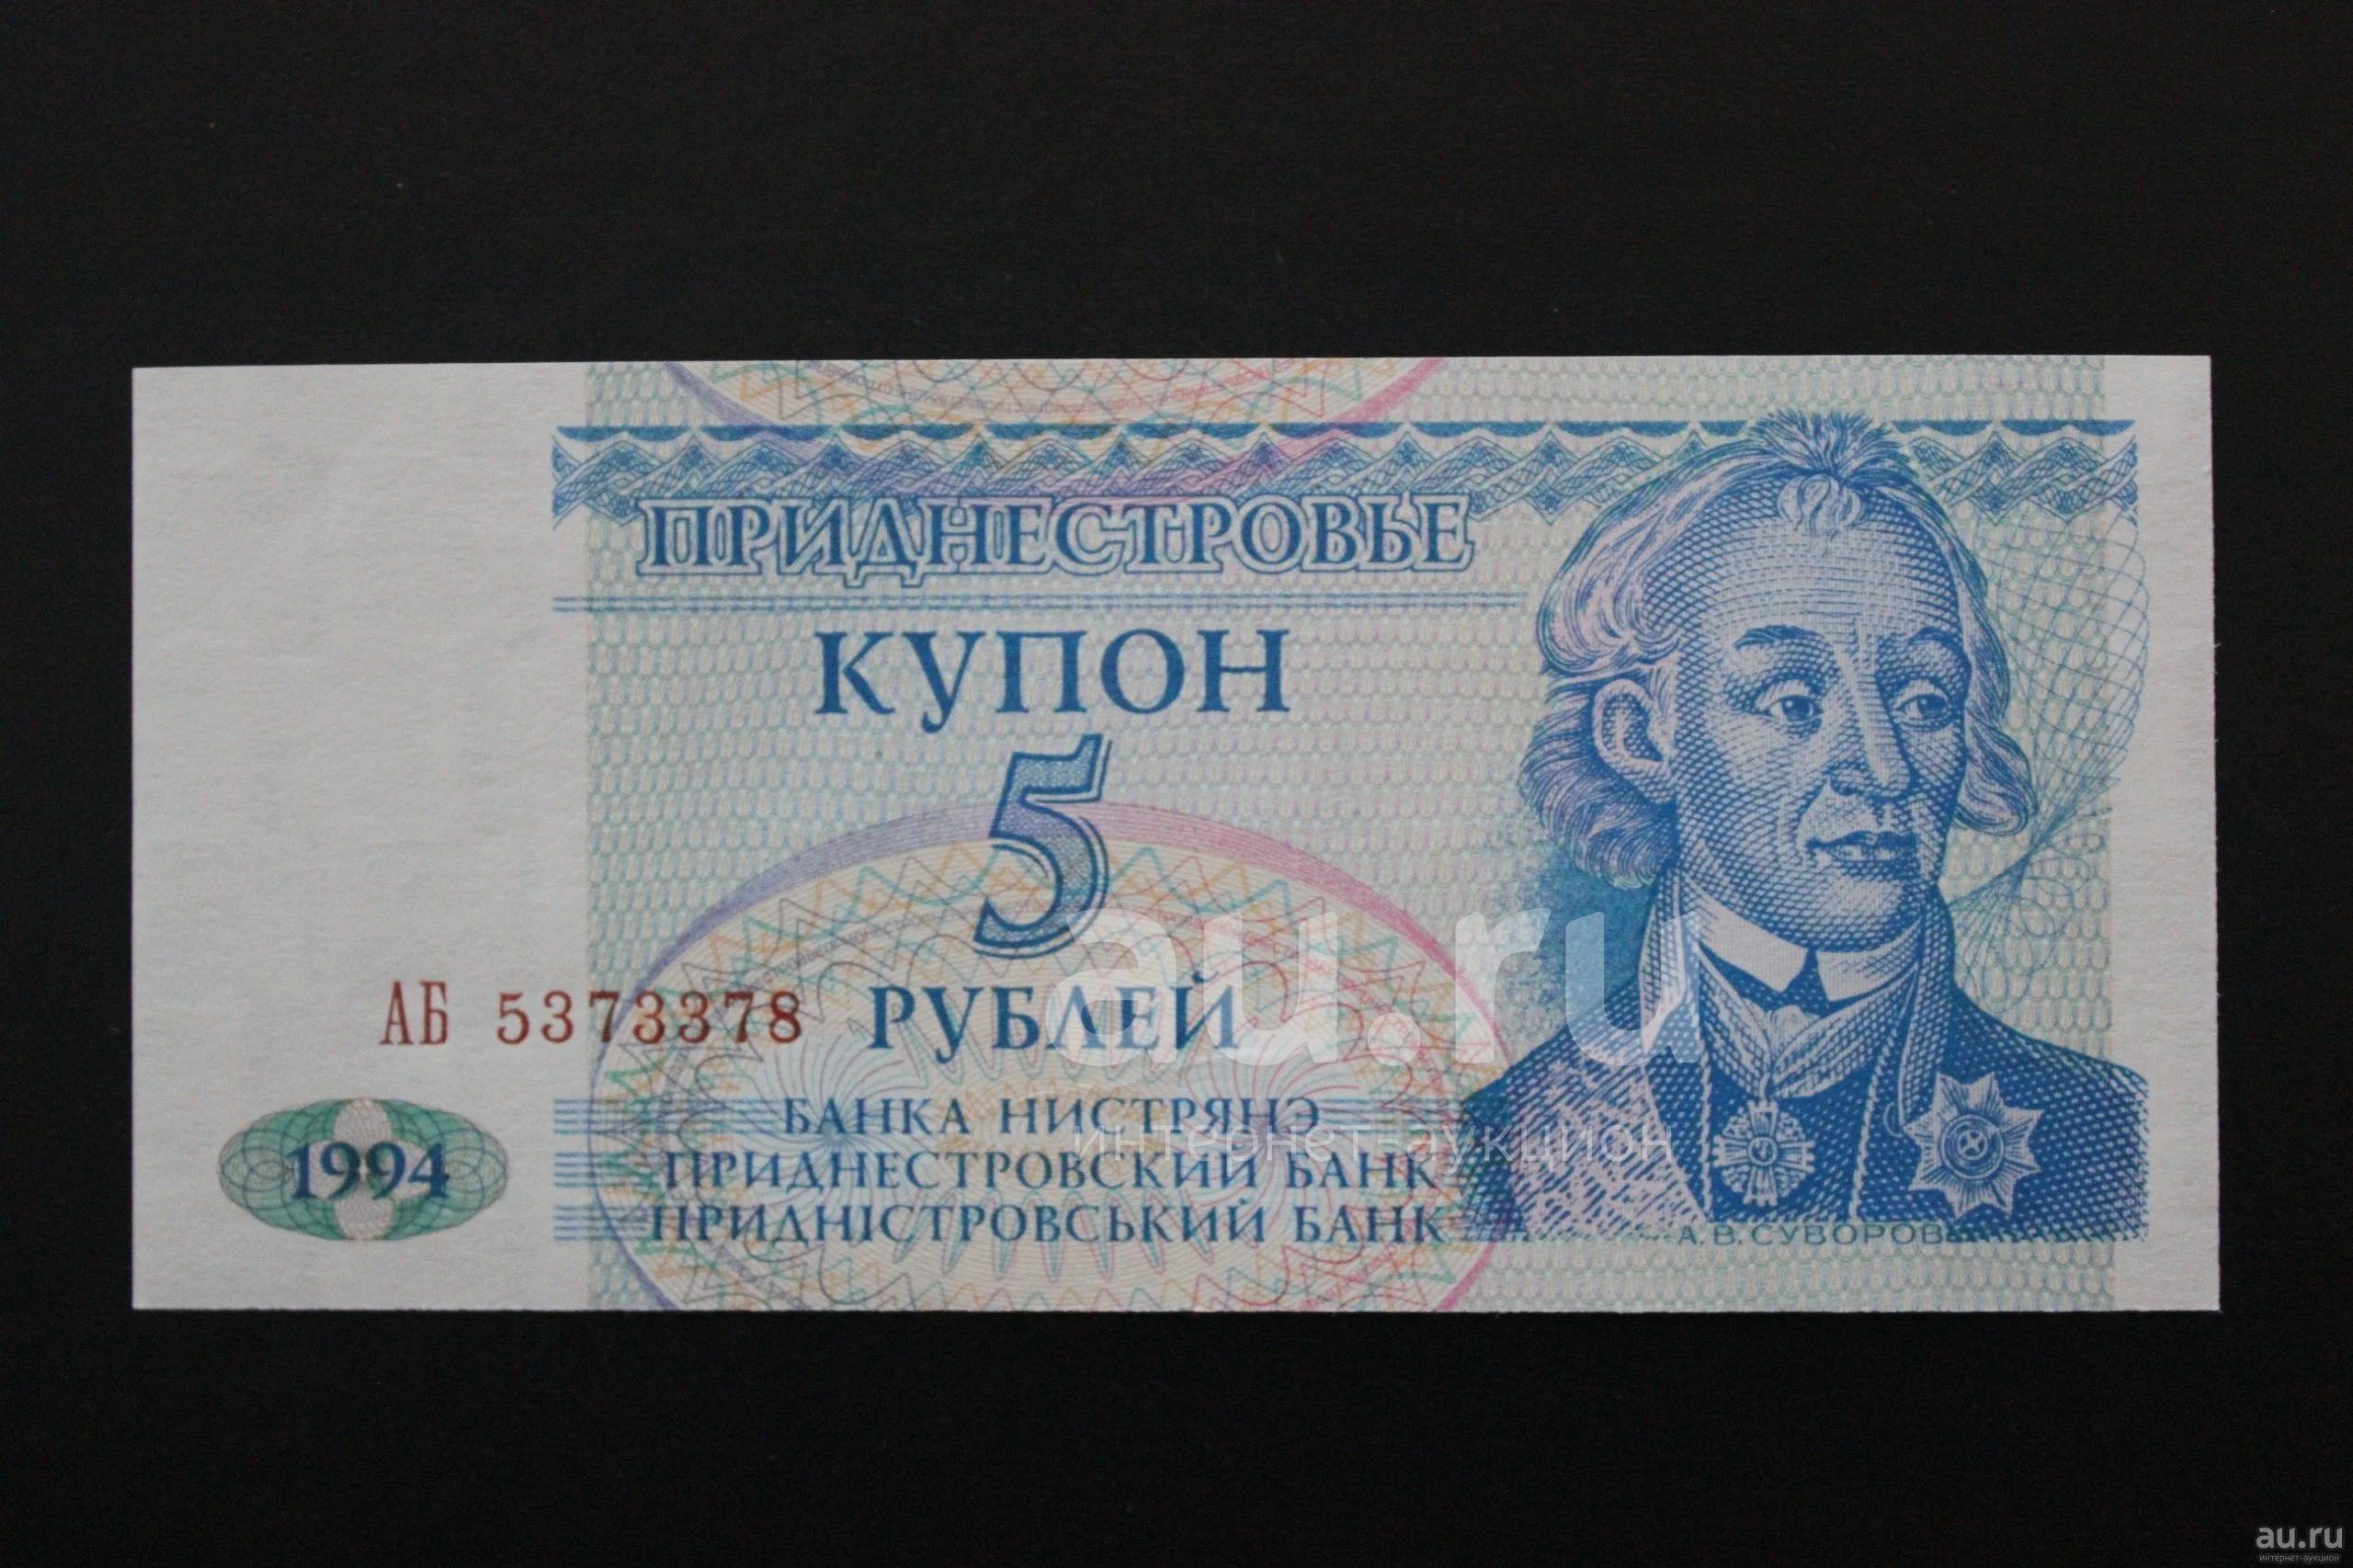 ПРИДНЕСТРОВЬЕ
КУПОН
5
РУБЛЕЙ
АБ 5373378
1994
БАНКА НИСТРЯНЭ
ПРИДНЕСТРОВСКИЙ БАНК
ПРИДНІСТРОВСЬКИЙ БАНК
А.В.СУВОРОВ
au.ru
интернет-аукцион
au.ru
интернет-аукцион